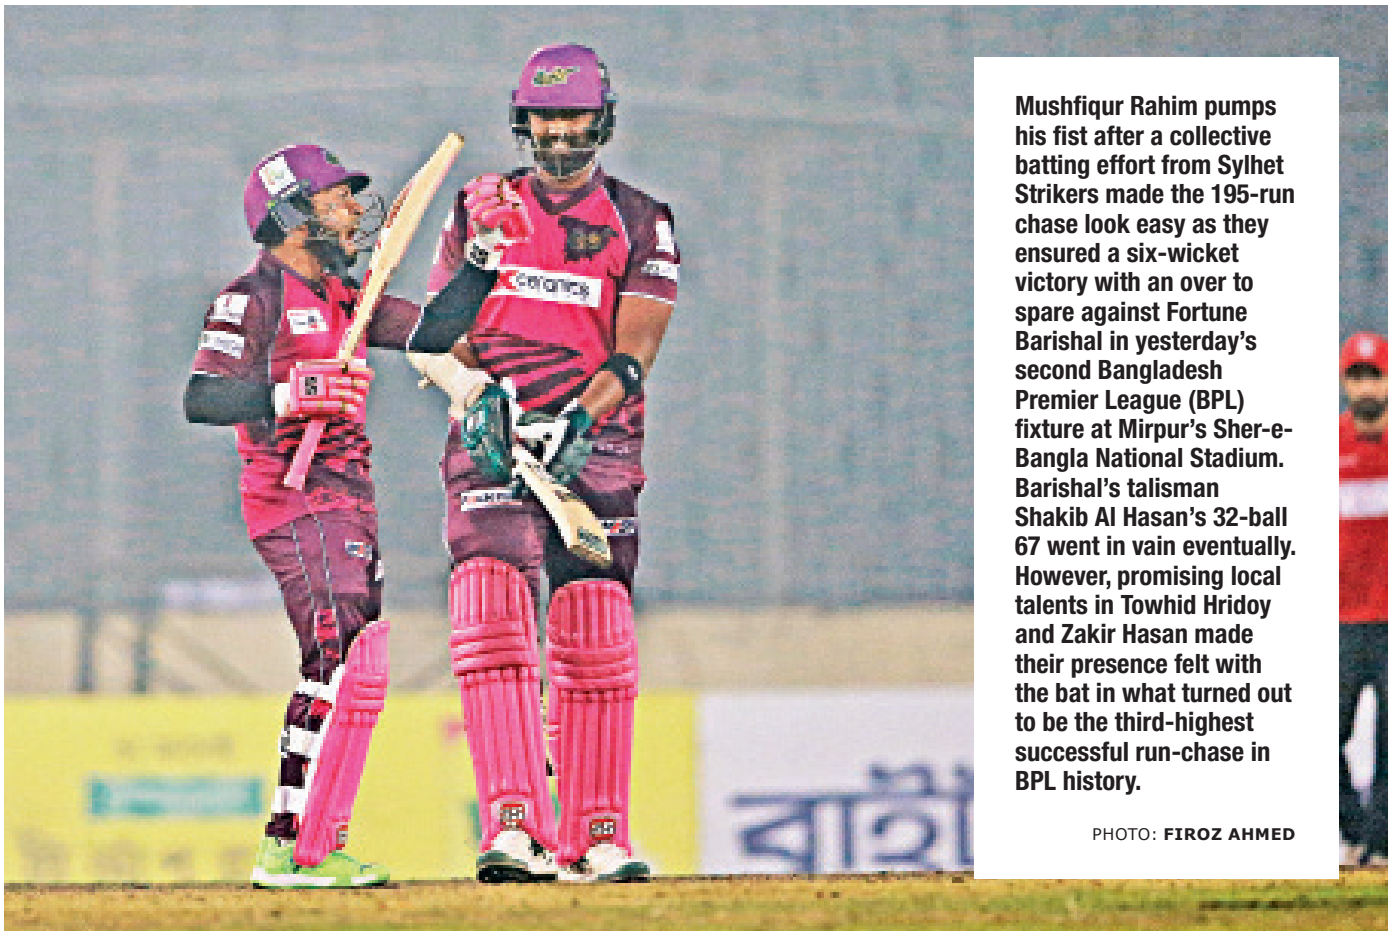 ceramics
SS
SS
বাইট
Mushfiqur Rahim pumps
his fist after a collective
batting effort from Sylhet
Strikers made the 195-run
chase look easy as they
ensured a six-wicket
victory with an over to
spare against Fortune
Barishal in yesterday’s
second Bangladesh
Premier League (BPL)
fixture at Mirpur’s Sher-e-
Bangla National Stadium.
Barishal’s talisman
Shakib Al Hasan’s 32-ball
67 went in vain eventually.
However, promising local
talents in Towhid Hridoy
and Zakir Hasan made
their presence felt with
the bat in what turned out
to be the third-highest
successful run-chase in
BPL history.
PHOTO: FIROZ AHMED